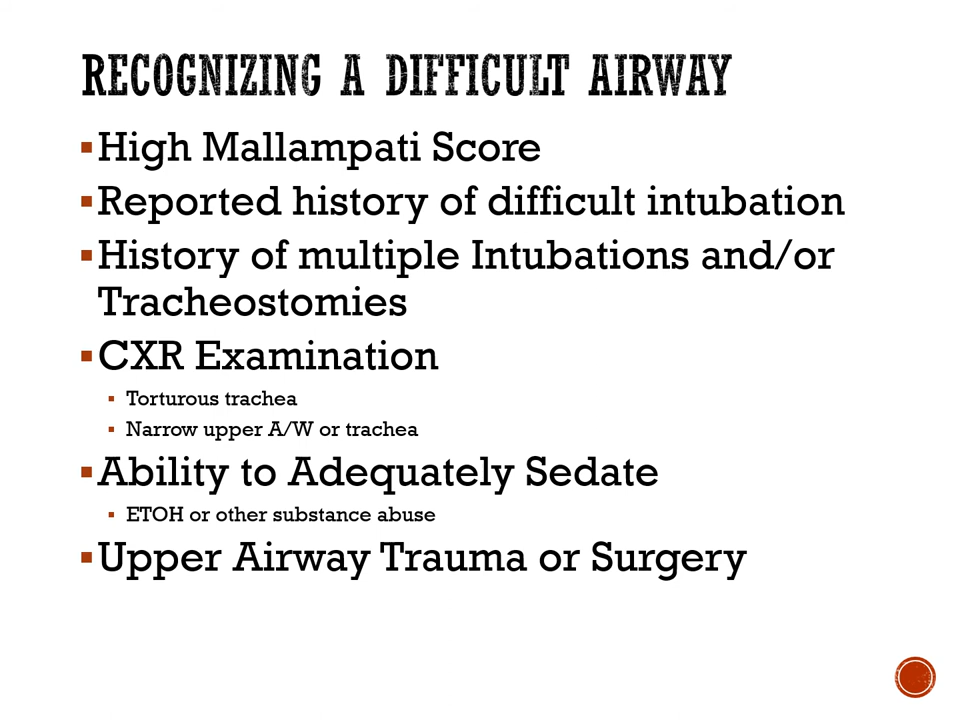 RECOGNIZING A DIFFICULT AIRWAY
▪High Mallampati Score
▪Reported history of difficult intubation
▪History of multiple Intubations and/or
Tracheostomies
▪CXR Examination
▪ Torturous trachea
▪ Narrow upper A/W or trachea
▪Ability to Adequately Sedate
▪ ETOH or other substance abuse
▪Upper Airway Trauma or Surgery